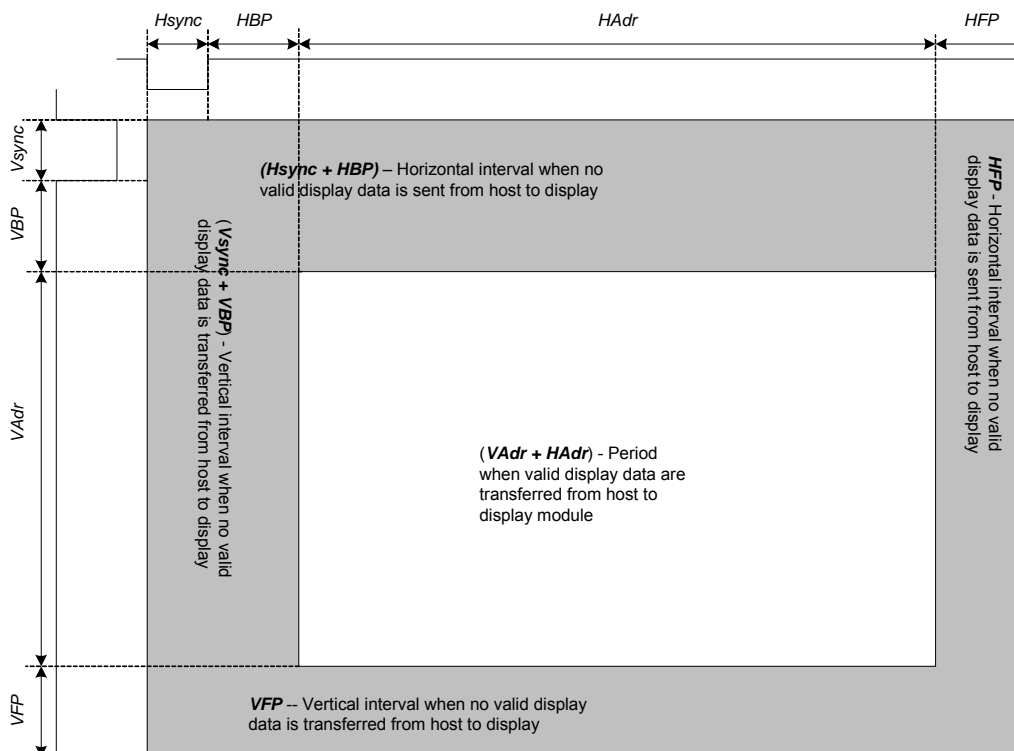 Hsync
HBP
HAdr
HFP
Vsync
VBP
VAdr
VFP
(Hsync + HBP) – Horizontal interval when no
valid display data is sent from host to display
(Vsync + VBP) - Vertical interval when no valid
display data is transferred from host to display
HFP - Horizontal interval when no valid
display data is sent from host to display
(VAdr + HAdr) - Period
when valid display data are
transferred from host to
display module
VFP -- Vertical interval when no valid display
data is transferred from host to display